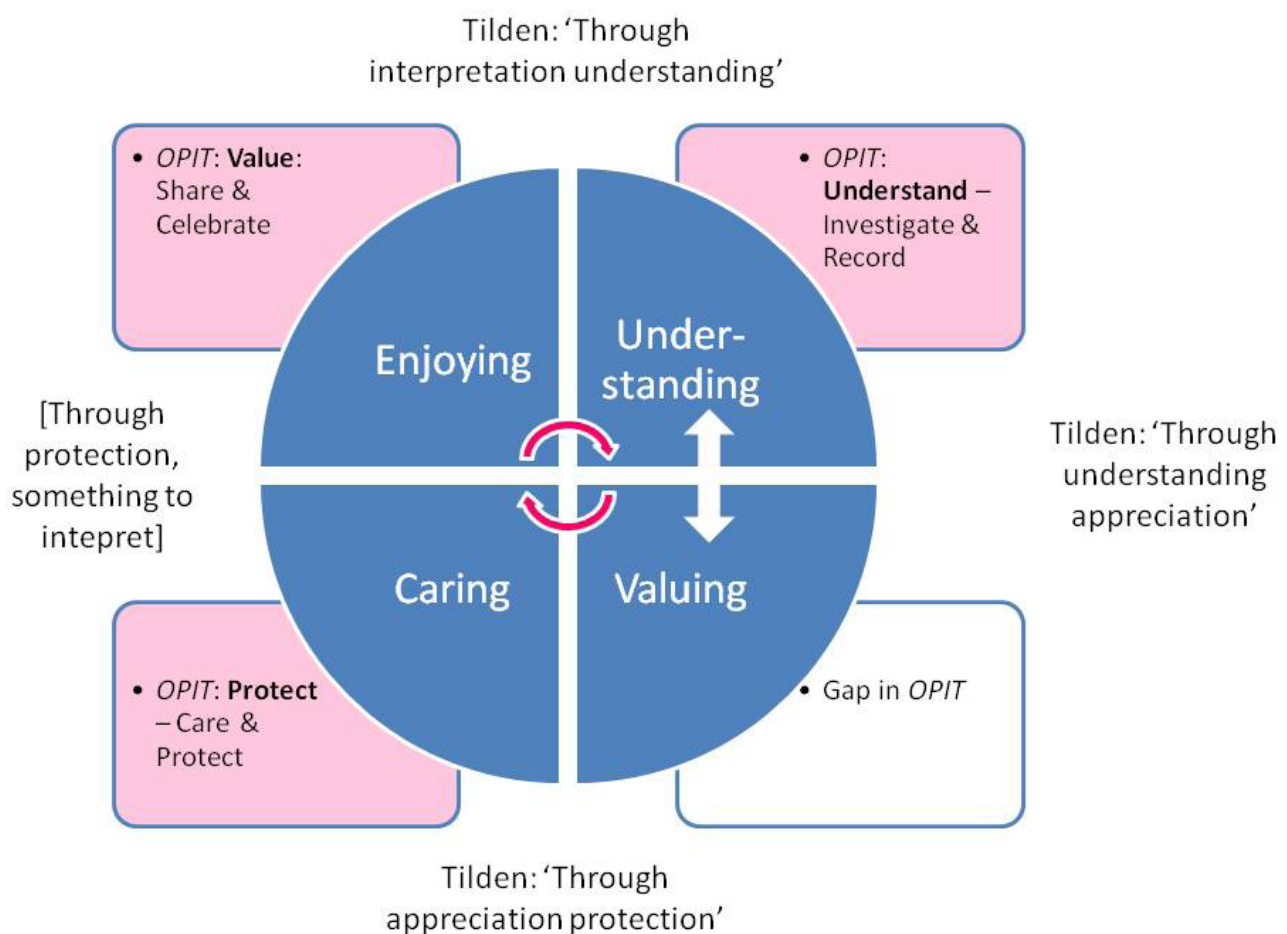 Tilden: ‘Through
interpretation understanding’
• OPIT: Value:
Share &
Celebrate
• OPIT:
Understand –
Investigate &
Record
Enjoying
Under-
standing
[Through
protection,
something to
intepret]
Tilden: ‘Through
understanding
appreciation’
Caring
Valuing
• OPIT: Protect
– Care &
Protect
• Gap in OPIT
Tilden: ‘Through
appreciation protection’